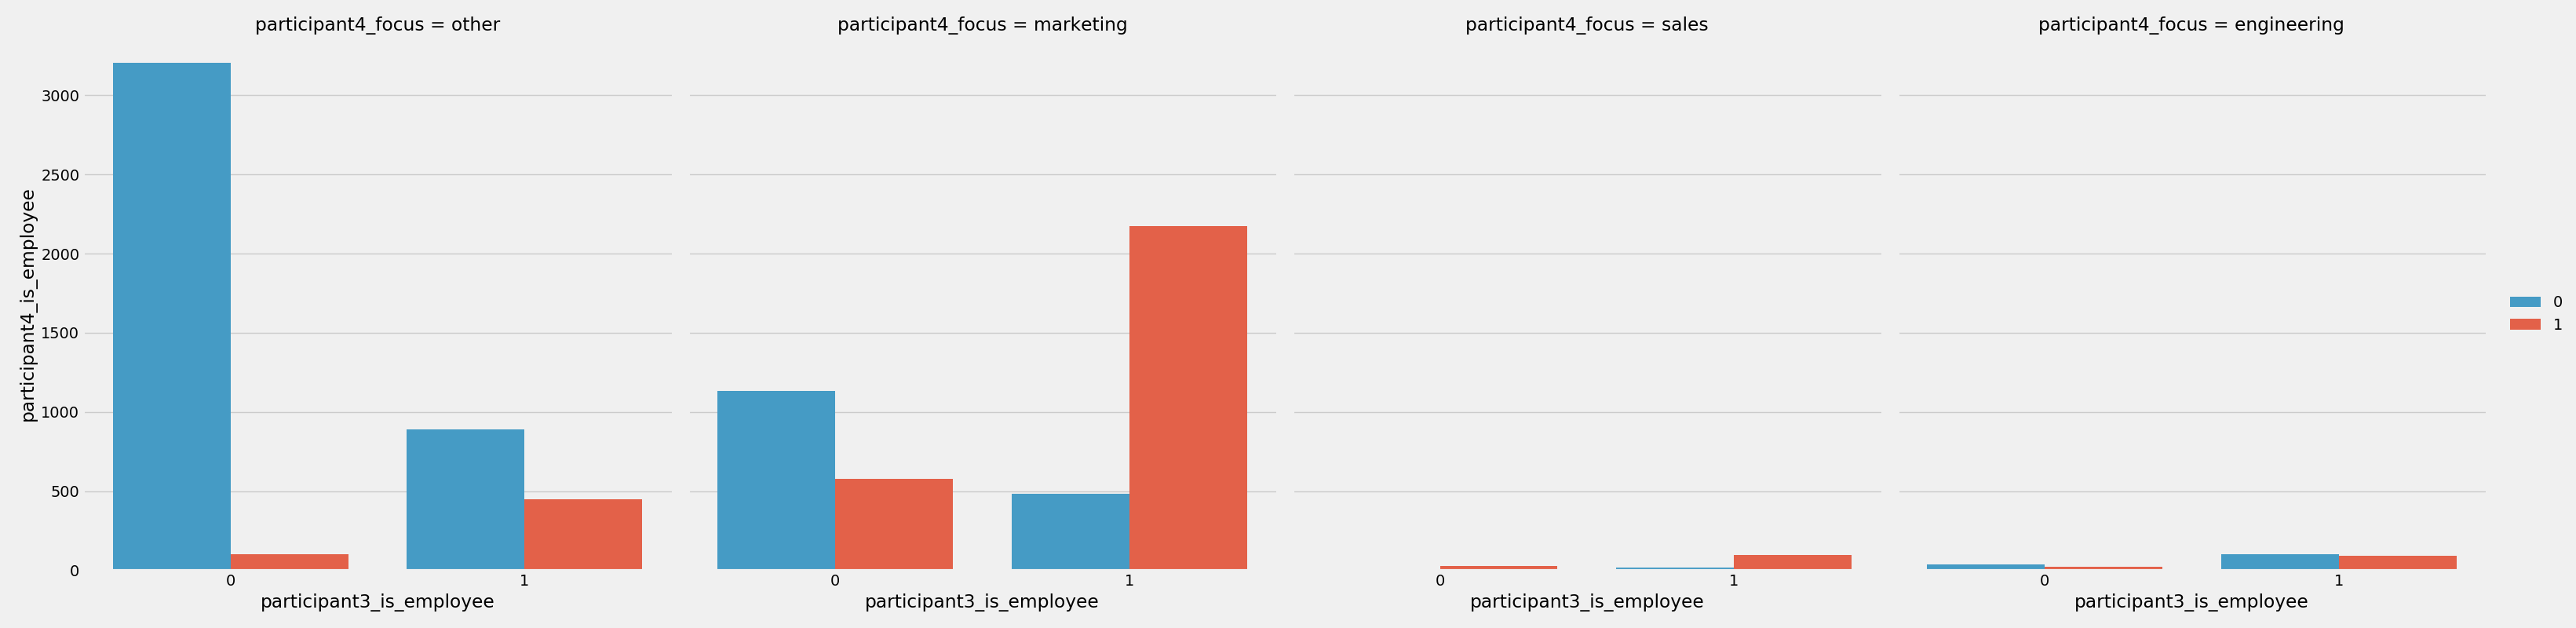 participant4_focus = other
participant4_focus = marketing
participant4_focus = sales
participant4_focus = engineering
participant4_is_employee
3000
2500
2000
1500
1000
500
0
0
1
0
1
0
1
0
1
participant3_is_employee
participant3_is_employee
participant3_is_employee
participant3_is_employee
0
1